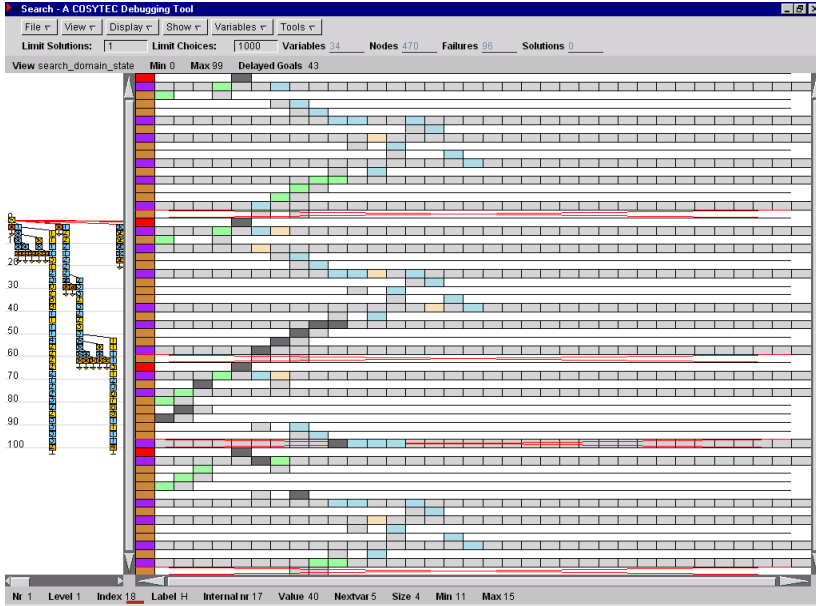 Search - A COSYTEC Debugging Tool
File View Display Show Variables Tools
Limit Solutions: 1 Limit Choices: 1000 Variables 34 Nodes 470 Failures 96 Solutions 0
View search_domain_state Min 0 Max 99 Delayed Goals 43
0
10
20
30
40
50
60
70
80
90
100
Nr 1 Level 1 Index 18 Label H Internal nr 17 Value 40 Nextvar 5 Size 4 Min 11 Max 15